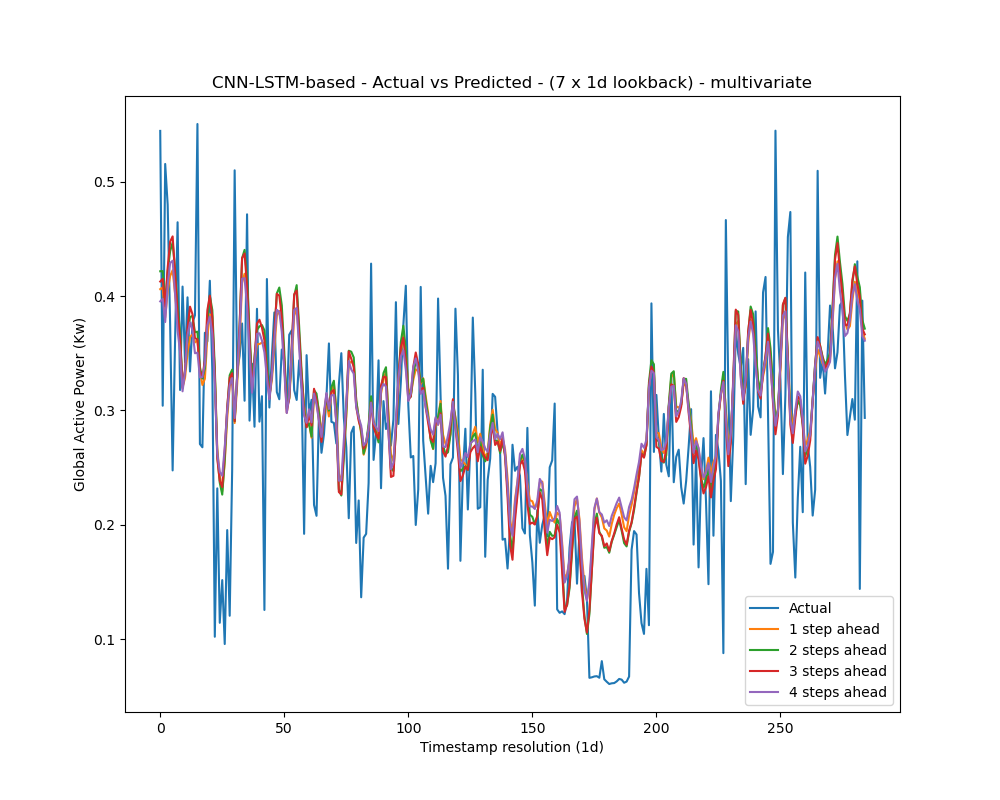 CNN-LSTM-based - Actual vs Predicted - (7 x 1d lookback) - multivariate
Global Active Power (Kw)
0.5
0.4
0.3
0.2
0.1
0 50 100 150 200 250
Timestamp resolution (1d)
Actual
1 step ahead
2 steps ahead
3 steps ahead
4 steps ahead